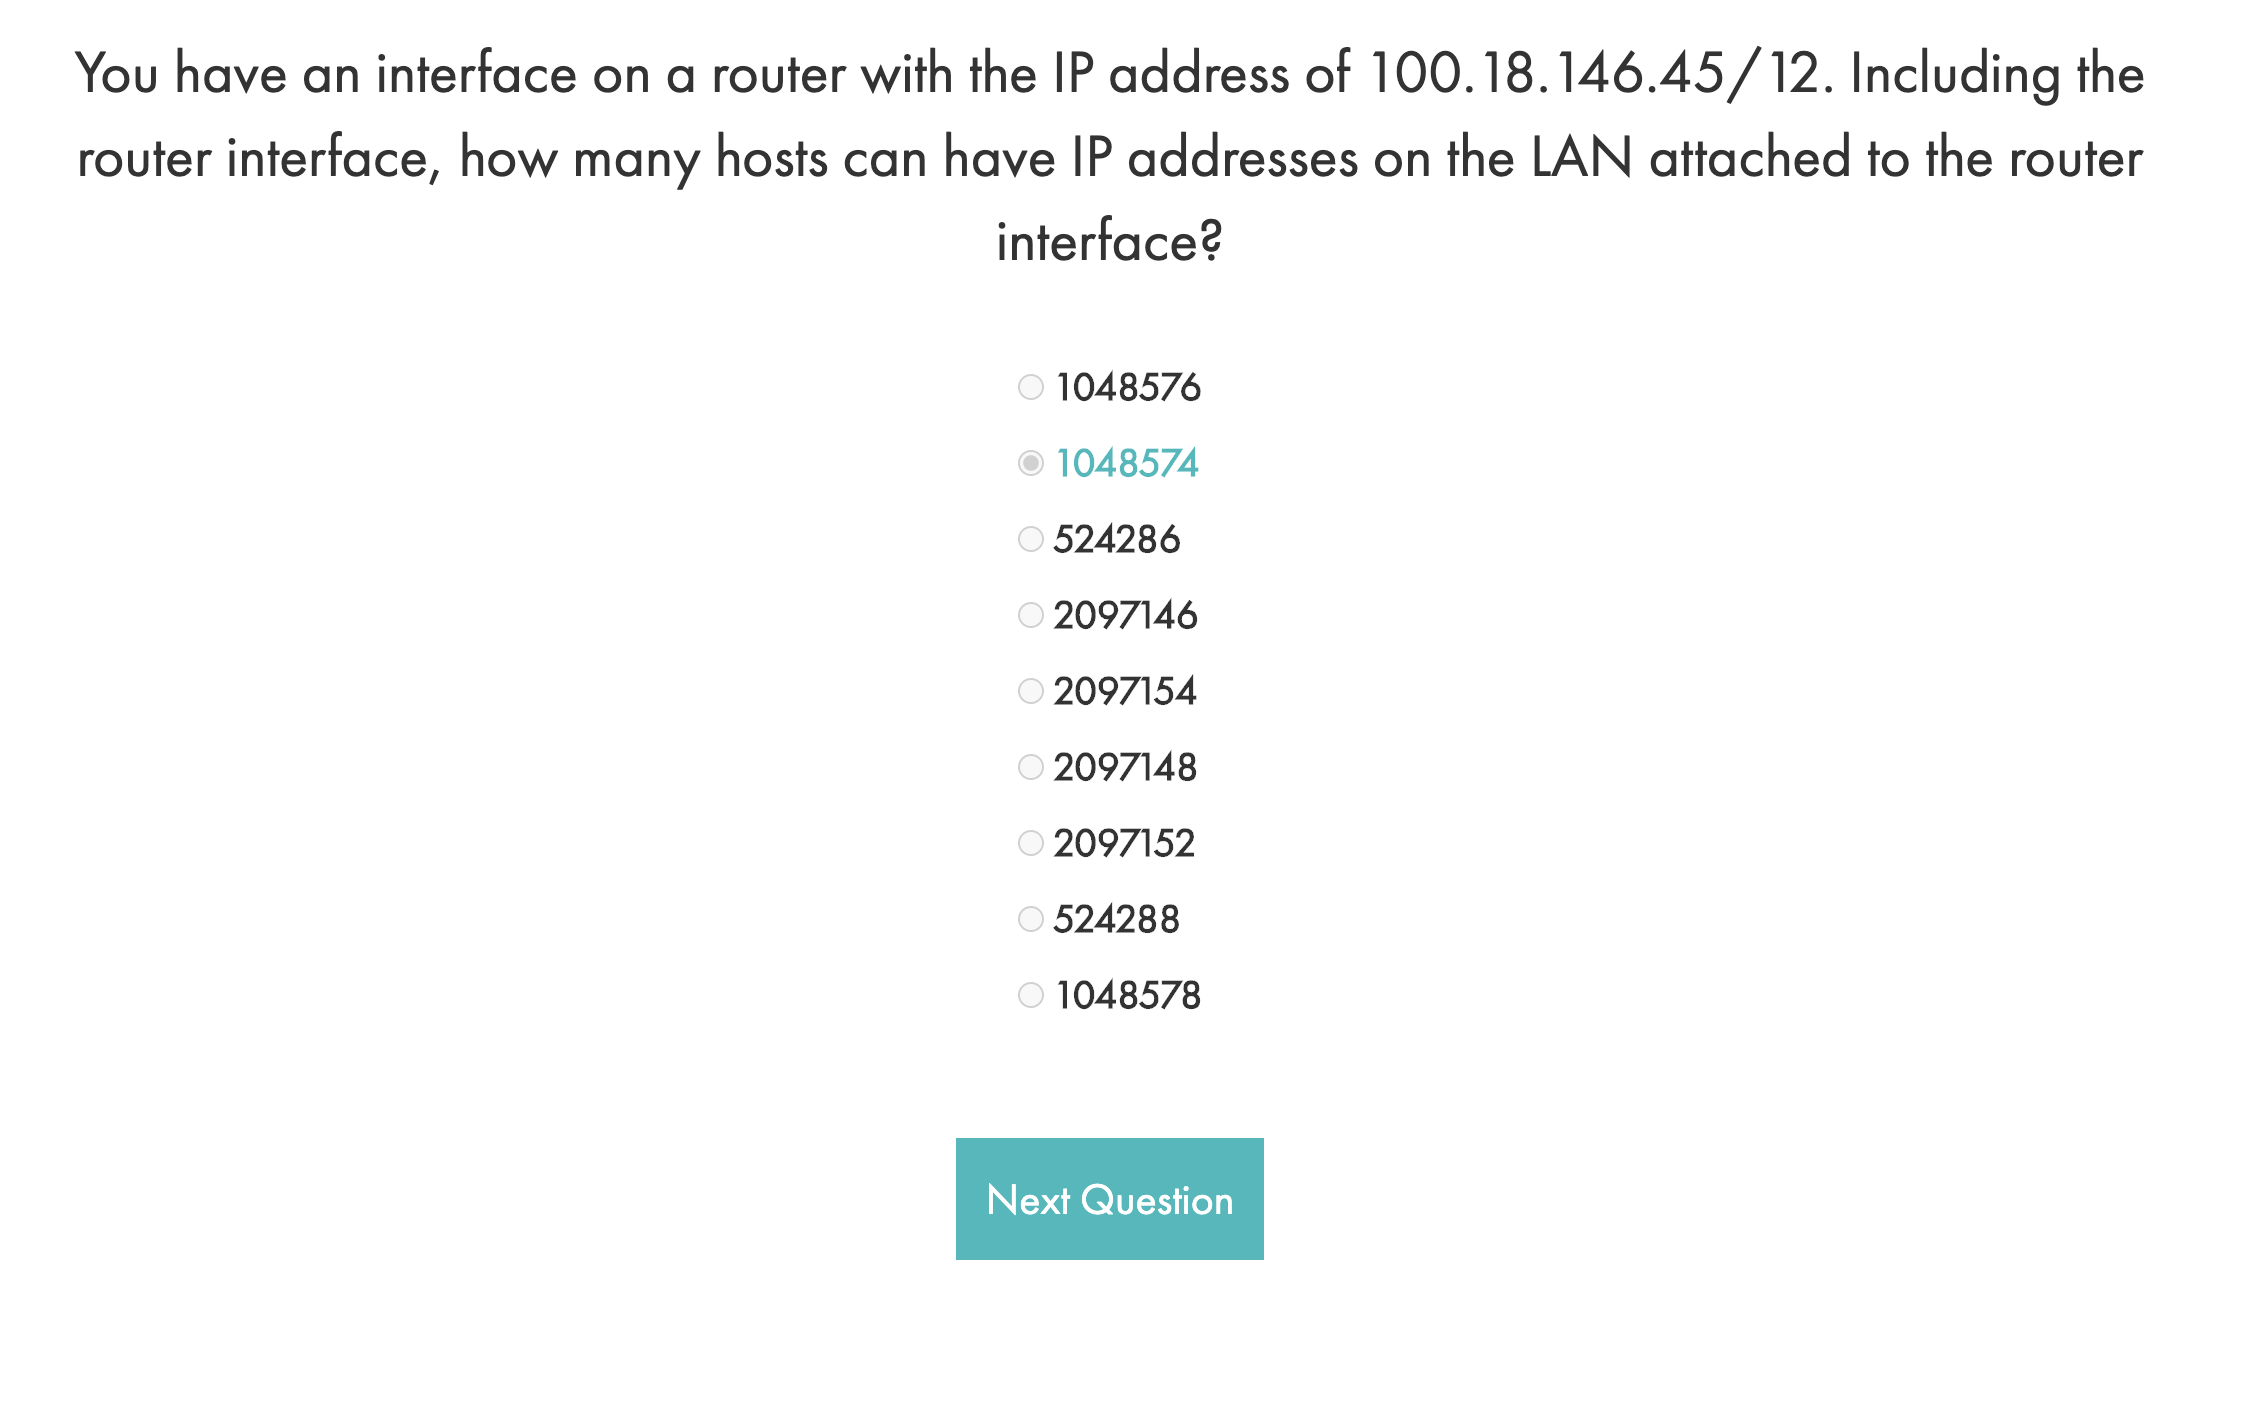 You have an interface on a router with the IP address of 100.18.146.45/12. Including the
router interface, how many hosts can have IP addresses on the LAN attached to the router
interface?
1048576
1048574
524286
2097146
2097154
2097148
2097152
524288
1048578
Next Question